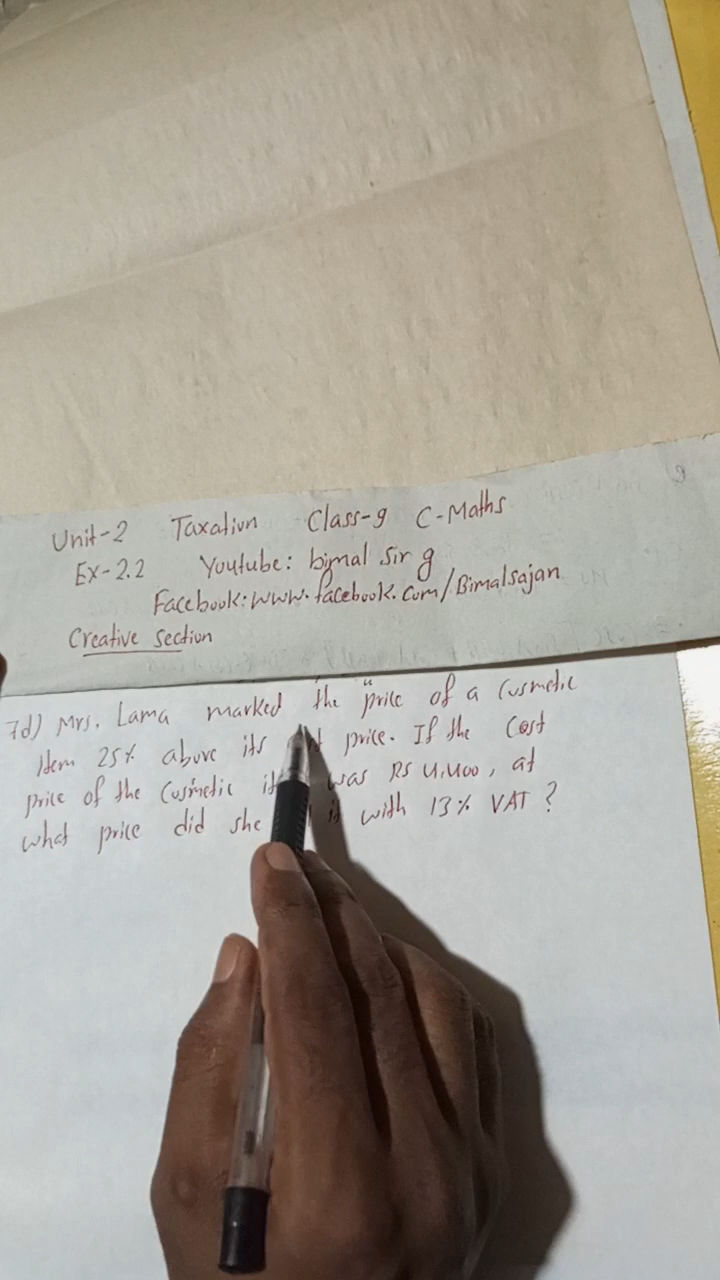 Unit-2 Taxation Class-9 C-Maths
Ex-2.2 Youtube: bimal sir g
Facebook: www.facebook.com/Bimalsajan
Creative section
7d) Mrs. Lama marked the price of a cosmetic
item 25% above its price. If the cost
price of the cosmetic was RS 4,400, at
what price did she with 13% VAT ?